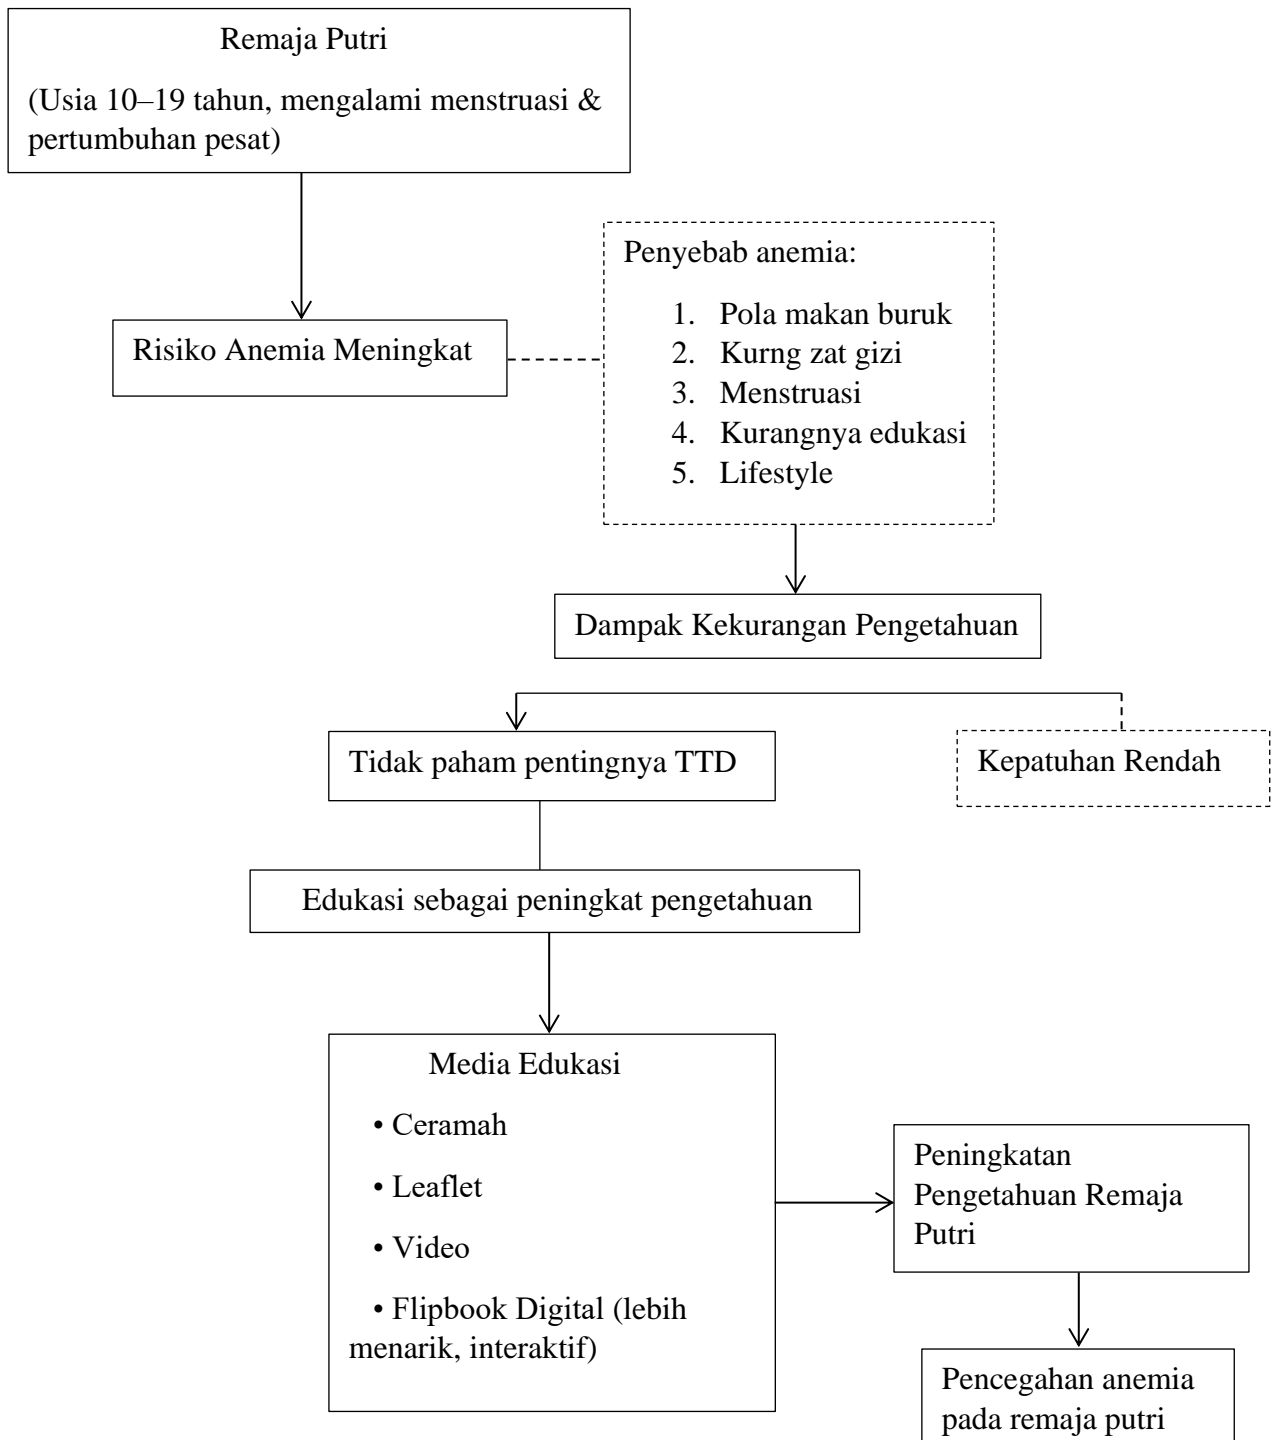 Remaja Putri
(Usia 10–19 tahun, mengalami menstruasi &
pertumbuhan pesat)
Penyebab anemia:
1. Pola makan buruk
2. Kurng zat gizi
3. Menstruasi
4. Kurangnya edukasi
5. Lifestyle
Risiko Anemia Meningkat
Dampak Kekurangan Pengetahuan
Tidak paham pentingnya TTD
Kepatuhan Rendah
Edukasi sebagai peningkat pengetahuan
Media Edukasi
• Ceramah
• Leaflet
• Video
• Flipbook Digital (lebih
menarik, interaktif)
Peningkatan
Pengetahuan Remaja
Putri
Pencegahan anemia
pada remaja putri